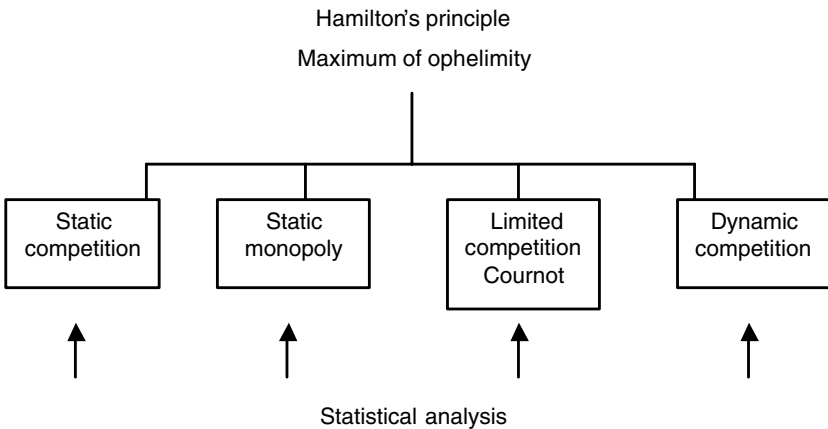 Hamilton's principle
Maximum of ophelimity
Static
competition
Static
monopoly
Limited
competition
Cournot
Dynamic
competition
Statistical analysis